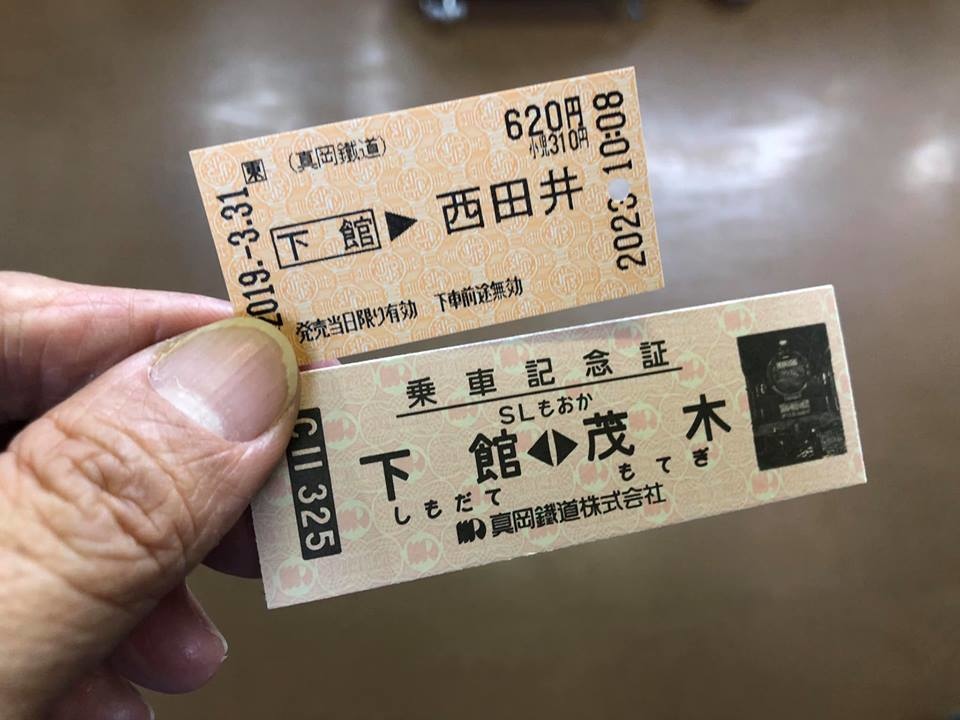 2019.-3.31
東 (真岡鐵道)
620円
小児310円
下館▶西田井
発売当日限り有効 下車前途無効
2023 10:08
乗車記念証
SLもおか
下館◀▶茂木
しもだて もてぎ
真岡鐵道株式会社
C11 325